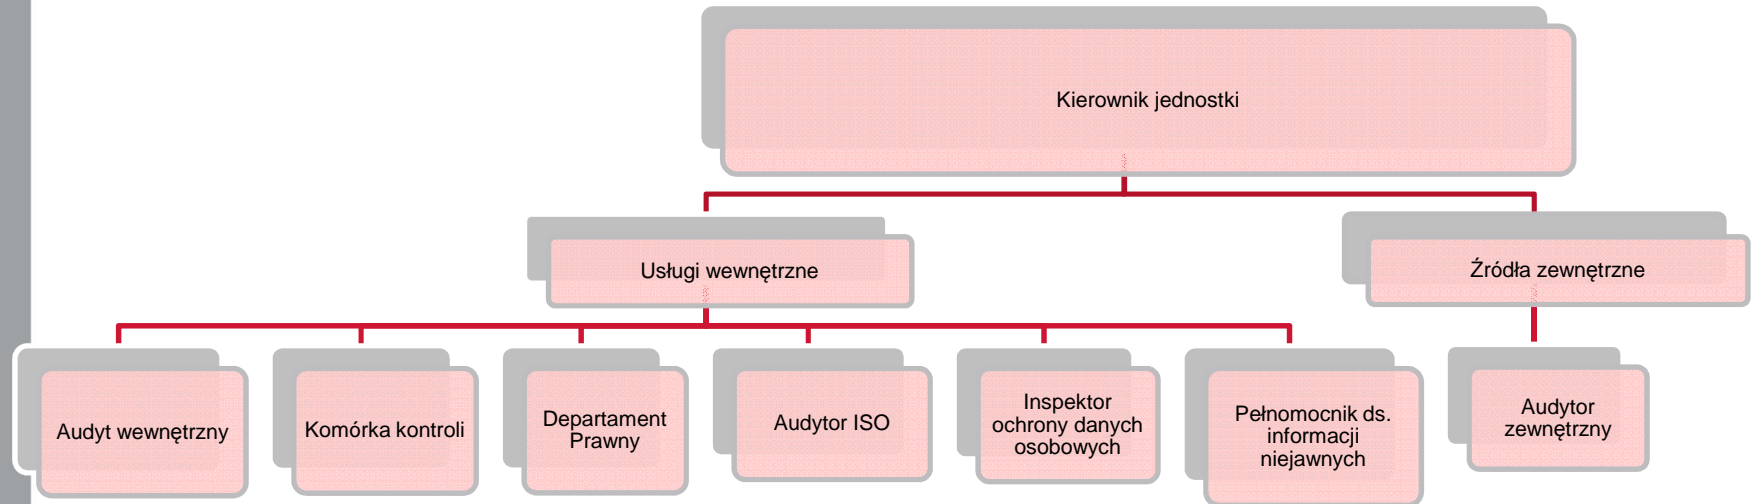 Kierownik jednostki
Usługi wewnętrzne
Źródła zewnętrzne
Audyt wewnętrzny
Komórka kontroli
Departament
Prawny
Audytor ISO
Inspektor
ochrony danych
osobowych
Pełnomocnik ds.
informacji
niejawnych
Audytor
zewnętrzny